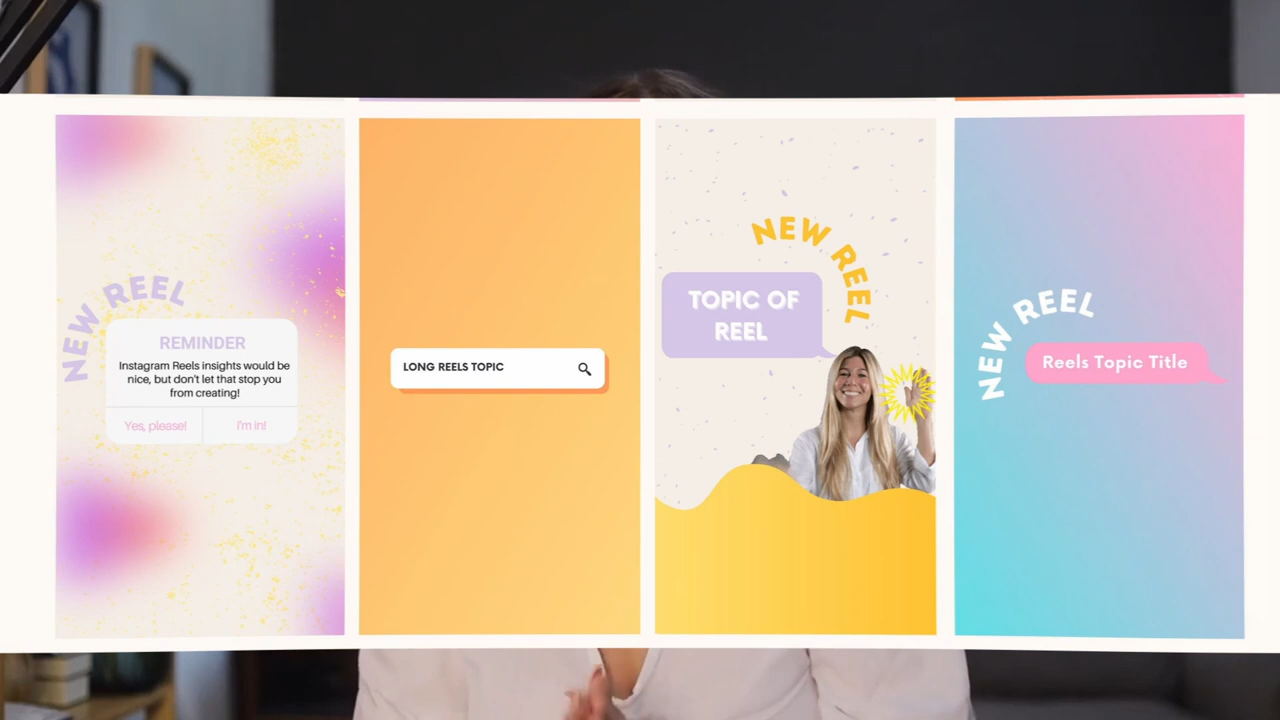 NEW REEL
REMINDER
Instagram Reels insights would be
nice, but don't let that stop you
from creating!
Yes, please!
I'm in!
LONG REELS TOPIC
NEW REEL
TOPIC OF
REEL
NEW REEL
Reels Topic Title